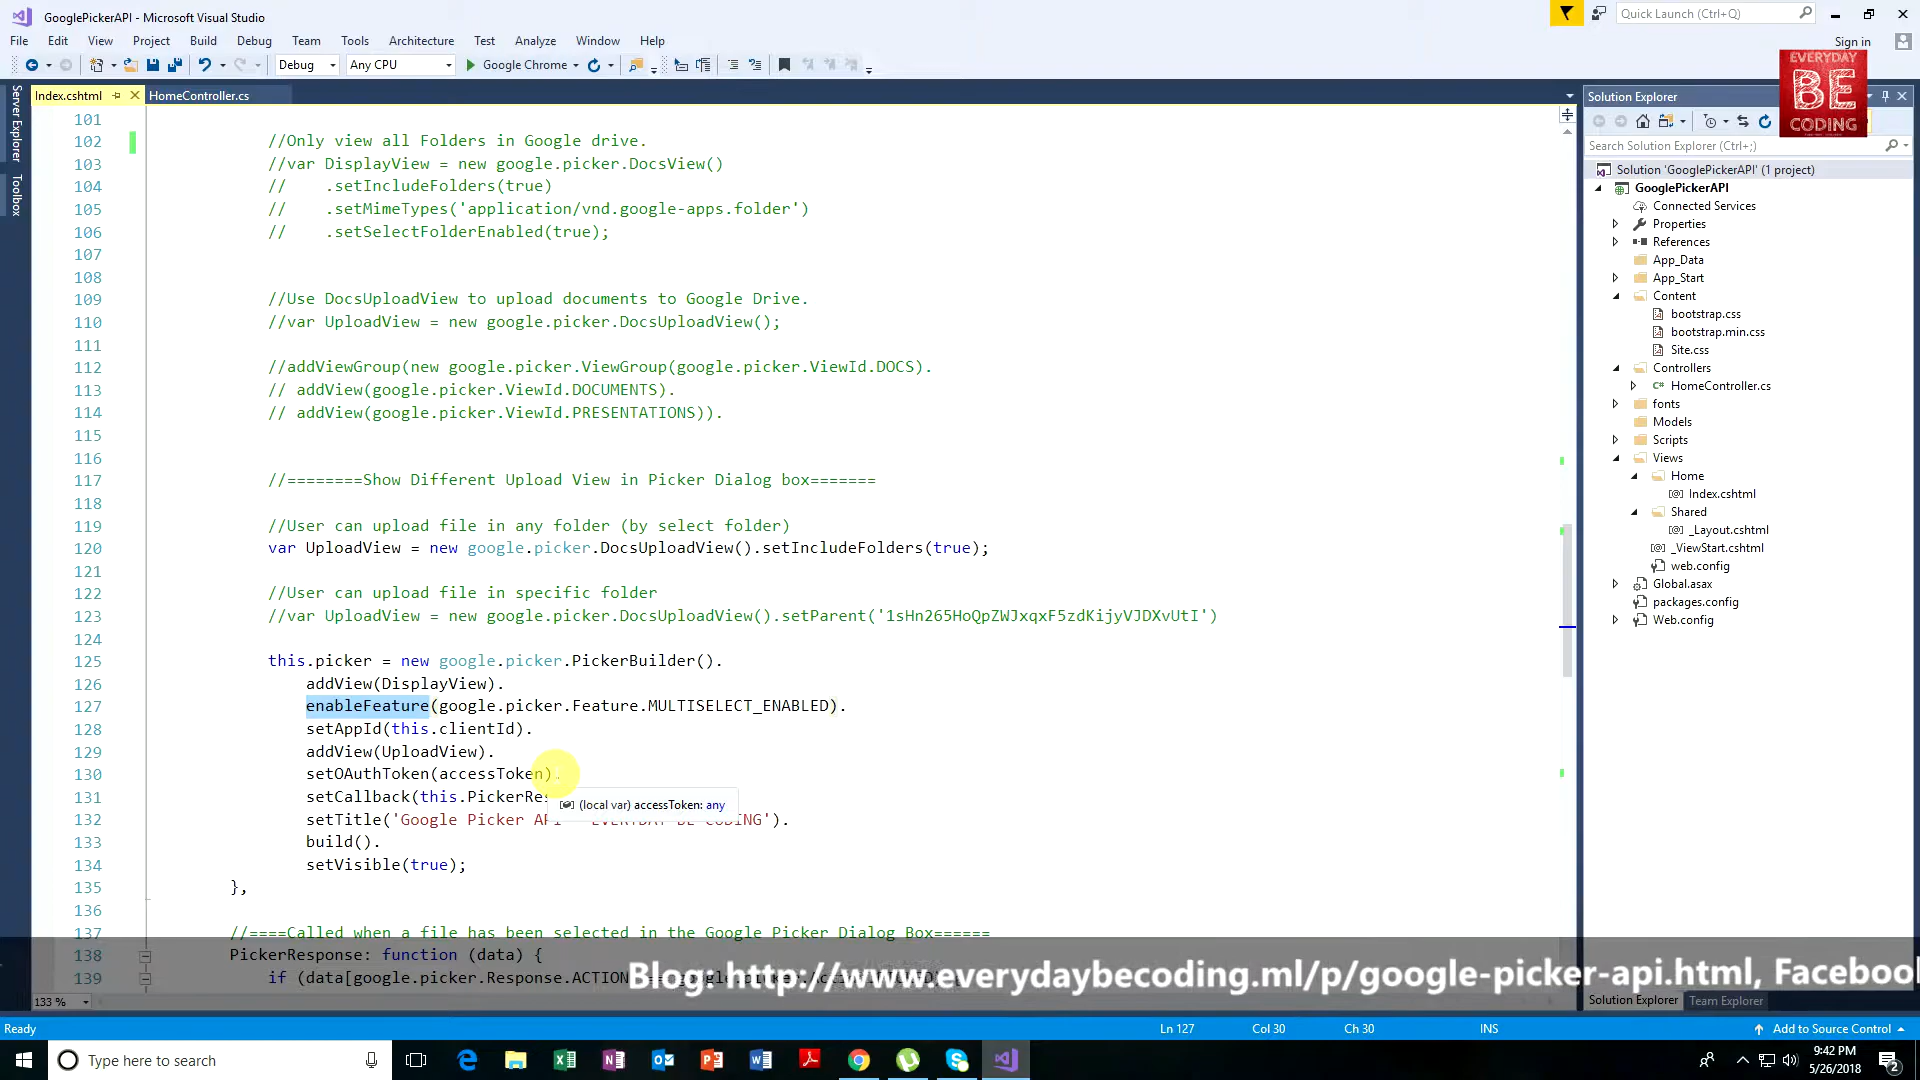 GooglePickerAPI - Microsoft Visual Studio
Quick Launch (Ctrl+Q)
File Edit View Project Build Debug Team Tools Architecture Test Analyze Window Help
Sign in
Debug Any CPU Google Chrome
EVERYDAY
BE
CODING
Server Explorer
Toolbox
Index.cshtml HomeController.cs
101
102 //Only view all Folders in Google drive.
103 //var DisplayView = new google.picker.DocsView()
104 // .setIncludeFolders(true)
105 // .setMimeTypes('application/vnd.google-apps.folder')
106 // .setSelectFolderEnabled(true);
107
108
109 //Use DocsUploadView to upload documents to Google Drive.
110 //var UploadView = new google.picker.DocsUploadView();
111
112 //addViewGroup(new google.picker.ViewGroup(google.picker.ViewId.DOCS).
113 // addView(google.picker.ViewId.DOCUMENTS).
114 // addView(google.picker.ViewId.PRESENTATIONS)).
115
116
117 //========Show Different Upload View in Picker Dialog box=======
118
119 //User can upload file in any folder (by select folder)
120 var UploadView = new google.picker.DocsUploadView().setIncludeFolders(true);
121
122 //User can upload file in specific folder
123 //var UploadView = new google.picker.DocsUploadView().setParent('1sHn265HoQpZWJxqxF5zdKijyVJDXvUtI')
124
125 this.picker = new google.picker.PickerBuilder().
126 addView(DisplayView).
127 enableFeature(google.picker.Feature.MULTISELECT_ENABLED).
128 setAppId(this.clientId).
129 addView(UploadView).
130 setOAuthToken(accessToken).
131 setCallback(this.PickerRes
(local var) accessToken: any
132 setTitle('Google Picker API - EVERYDAY BE CODING').
133 build().
134 setVisible(true);
135 },
136
137 //====Called when a file has been selected in the Google Picker Dialog Box======
138 PickerResponse: function (data) {
139 if (data[google.picker.Response.ACTION
Blog: http://www.everydaybecoding.ml/p/google-picker-api.html, Faceboo
133 %
Solution Explorer
Search Solution Explorer (Ctrl+;)
Solution 'GooglePickerAPI' (1 project)
GooglePickerAPI
Connected Services
Properties
References
App_Data
App_Start
Content
bootstrap.css
bootstrap.min.css
Site.css
Controllers
C# HomeController.cs
fonts
Models
Scripts
Views
Home
[@] Index.cshtml
Shared
[@] _Layout.cshtml
[@] _ViewStart.cshtml
web.config
Global.asax
packages.config
Web.config
Solution Explorer Team Explorer
Ready Ln 127 Col 30 Ch 30 INS Add to Source Control
Type here to search
9:42 PM
5/26/2018
2